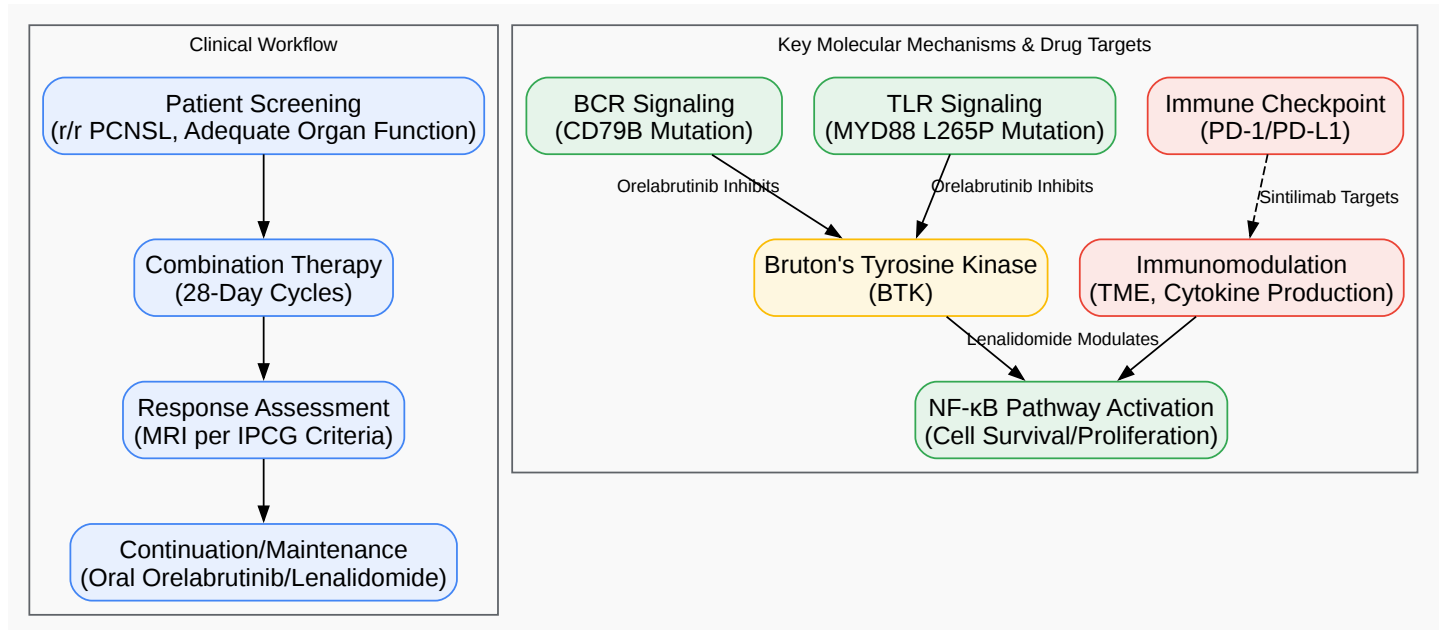 Clinical Workflow
Patient Screening
(r/r PCNSL, Adequate Organ Function)
Combination Therapy
(28-Day Cycles)
Response Assessment
(MRI per IPCG Criteria)
Continuation/Maintenance
(Oral Orelabrutinib/Lenalidomide)
Key Molecular Mechanisms & Drug Targets
BCR Signaling
(CD79B Mutation)
TLR Signaling
(MYD88 L265P Mutation)
Immune Checkpoint
(PD-1/PD-L1)
Orelabrutinib Inhibits
Orelabrutinib Inhibits
Sintilimab Targets
Bruton's Tyrosine Kinase
(BTK)
Immunomodulation
(TME, Cytokine Production)
Lenalidomide Modulates
NF-κB Pathway Activation
(Cell Survival/Proliferation)